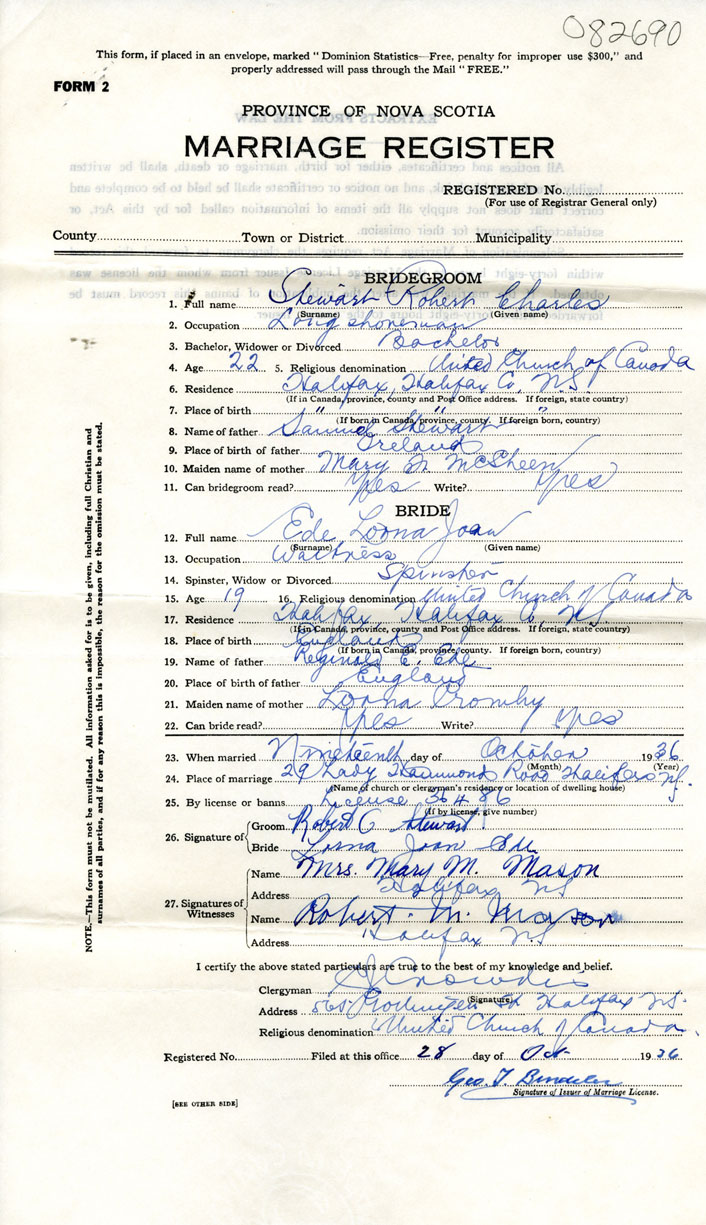 082690
This form, if placed in an envelope, marked "Dominion Statistics—Free, penalty for improper use $300," and
properly addressed will pass through the Mail "FREE."
FORM 2
PROVINCE OF NOVA SCOTIA
MARRIAGE REGISTER
REGISTERED No.
(For use of Registrar General only)
County Town or District Municipality
BRIDEGROOM
1. Full name Stewart Robert Charles
(Surname) (Given name)
2. Occupation Longshoreman
3. Bachelor, Widower or Divorced Bachelor
4. Age 22 5. Religious denomination United Church of Canada
6. Residence Halifax, Halifax Co, N.S.
(If in Canada, province, county and Post Office address. If foreign, state country)
7. Place of birth " " "
(If born in Canada, province, county. If foreign born, country)
8. Name of father Samuel Stewart
9. Place of birth of father Ireland
10. Maiden name of mother Mary M
11. Can bridegroom read? Yes Write? Yes
BRIDE
12. Full name Ede Lorna Joan
(Surname) (Given name)
13. Occupation Waitress
14. Spinster, Widow or Divorced Spinster
15. Age 19 16. Religious denomination United Church of Canada
17. Residence Halifax, Halifax Co, N.S.
(If in Canada, province, county and Post Office address. If foreign, state country)
18. Place of birth England
(If born in Canada, province, county. If foreign born, country)
19. Name of father Reginald E. Ede
20. Place of birth of father England
21. Maiden name of mother Lorna
22. Can bride read? Yes Write? Yes
23. When married Nineteenth day of October 1936
(Month) (Year)
24. Place of marriage 29 Lady Hammond Road Halifax N.S.
(Name of church or clergyman's residence or location of dwelling house)
25. By license or banns License 36486
(If by license, give number)
26. Signature of Groom Robert C Stewart
Bride Lorna Joan Ede
27. Signatures of Witnesses
Name Mrs. Mary M. Mason
Address Halifax NS
Name Robert. M. Mason
Address Halifax NS
I certify the above stated particulars are true to the best of my knowledge and belief.
Clergyman
(Signature)
Address St Halifax N.S.
Religious denomination United Church of Canada.
Registered No. Filed at this office 28 day of Oct 1936
Geo. T.
Signature of Issuer of Marriage License.
[SEE OTHER SIDE]
NOTE.—This form must not be mutilated. All information asked for is to be given, including full Christian and
surnames of all parties, and if for any reason this is impossible, the reason for the omission must be stated.